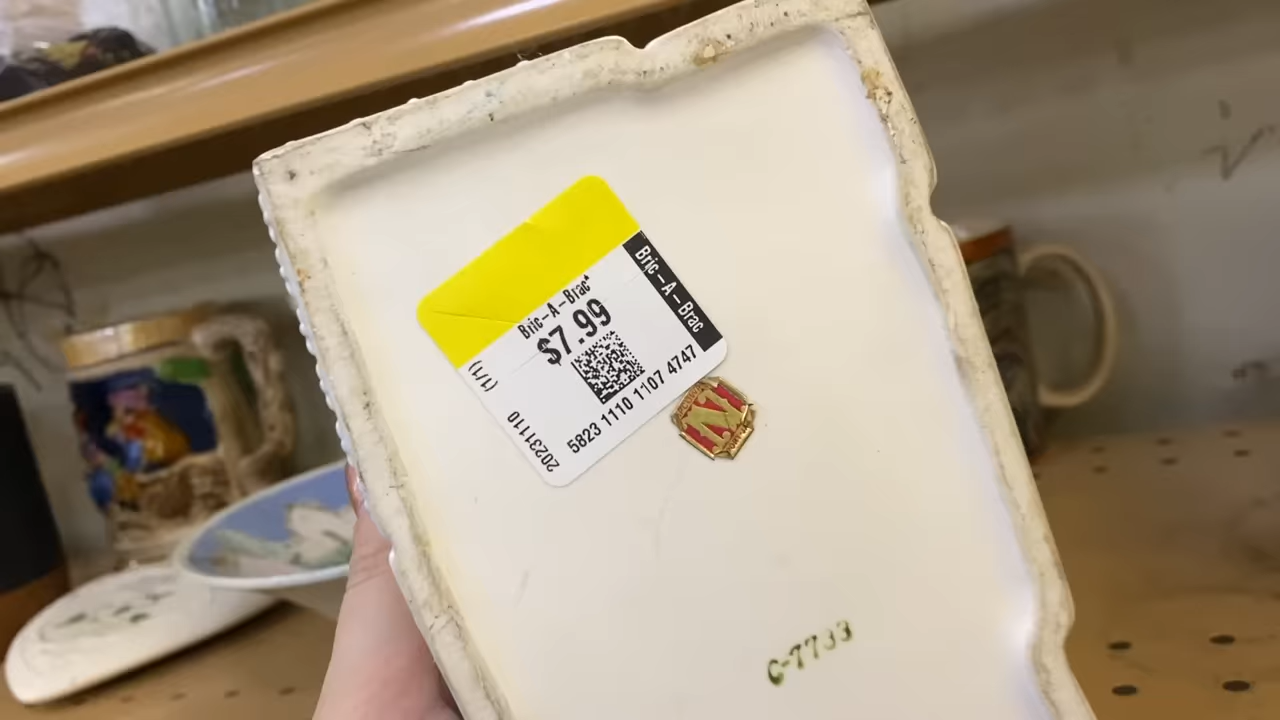 Bric-A-Brac
Bric-A-Brac
$7.99
(1/1)
20231110
5823 1110 1107 4747
N
C-7733